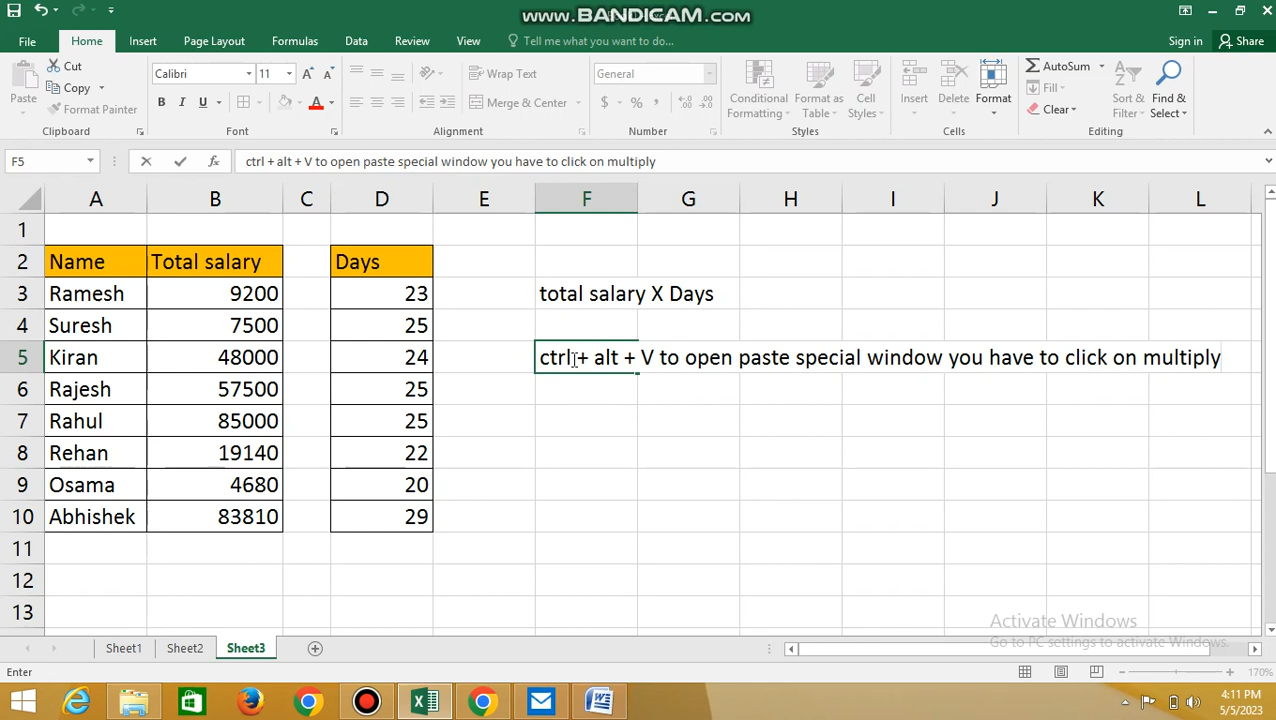 www.BANDICAM.com
File Home Insert Page Layout Formulas Data Review View Tell me what you want to do... Sign in Share
Paste
Cut
Copy
Format Painter
Calibri 11
B I U
Wrap Text
Merge & Center
General
$ % ,
Conditional Formatting
Format as Table
Cell Styles
Insert
Delete
Format
AutoSum
Fill
Clear
Sort & Filter
Find & Select
Clipboard Font Alignment Number Styles Cells Editing
F5 fx ctrl + alt + V to open paste special window you have to click on multiply
A B C D E F G H I J K L
1
2 Name Total salary Days
3 Ramesh 9200 23 total salary X Days
4 Suresh 7500 25
5 Kiran 48000 24 ctrl + alt + V to open paste special window you have to click on multiply
6 Rajesh 57500 25
7 Rahul 85000 25
8 Rehan 19140 22
9 Osama 4680 20
10 Abhishek 83810 29
11
12
13
Activate Windows
Go to PC settings to activate Windows.
Sheet1 Sheet2 Sheet3
Enter 170%
4:11 PM
5/5/2023